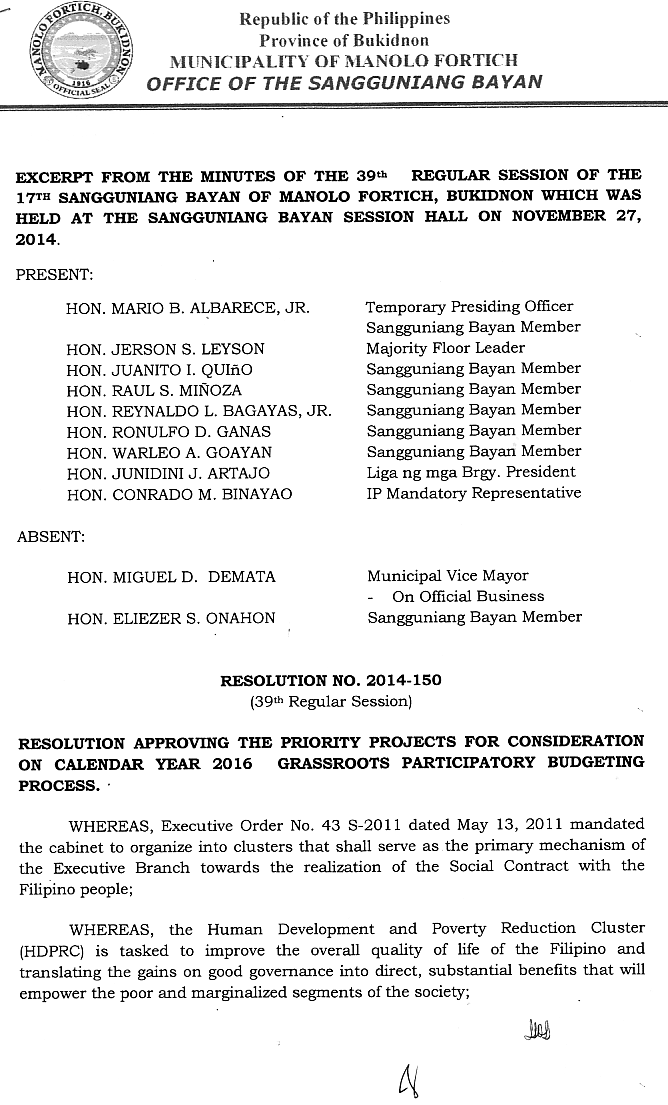 MANOLO FORTICH, BUKIDNON
1916
OFFICIAL SEAL
Republic of the Philippines
Province of Bukidnon
MUNICIPALITY OF MANOLO FORTICH
OFFICE OF THE SANGGUNIANG BAYAN
EXCERPT FROM THE MINUTES OF THE 39th REGULAR SESSION OF THE
17TH SANGGUNIANG BAYAN OF MANOLO FORTICH, BUKIDNON WHICH WAS
HELD AT THE SANGGUNIANG BAYAN SESSION HALL ON NOVEMBER 27,
2014.
PRESENT:
HON. MARIO B. ALBARECE, JR. Temporary Presiding Officer
Sangguniang Bayan Member
HON. JERSON S. LEYSON Majority Floor Leader
HON. JUANITO I. QUIñO Sangguniang Bayan Member
HON. RAUL S. MIÑOZA Sangguniang Bayan Member
HON. REYNALDO L. BAGAYAS, JR. Sangguniang Bayan Member
HON. RONULFO D. GANAS Sangguniang Bayan Member
HON. WARLEO A. GOAYAN Sangguniang Bayan Member
HON. JUNIDINI J. ARTAJO Liga ng mga Brgy. President
HON. CONRADO M. BINAYAO IP Mandatory Representative
ABSENT:
HON. MIGUEL D. DEMATA Municipal Vice Mayor
- On Official Business
HON. ELIEZER S. ONAHON Sangguniang Bayan Member
RESOLUTION NO. 2014-150
(39th Regular Session)
RESOLUTION APPROVING THE PRIORITY PROJECTS FOR CONSIDERATION
ON CALENDAR YEAR 2016 GRASSROOTS PARTICIPATORY BUDGETING
PROCESS.
WHEREAS, Executive Order No. 43 S-2011 dated May 13, 2011 mandated
the cabinet to organize into clusters that shall serve as the primary mechanism of
the Executive Branch towards the realization of the Social Contract with the
Filipino people;
WHEREAS, the Human Development and Poverty Reduction Cluster
(HDPRC) is tasked to improve the overall quality of life of the Filipino and
translating the gains on good governance into direct, substantial benefits that will
empower the poor and marginalized segments of the society;